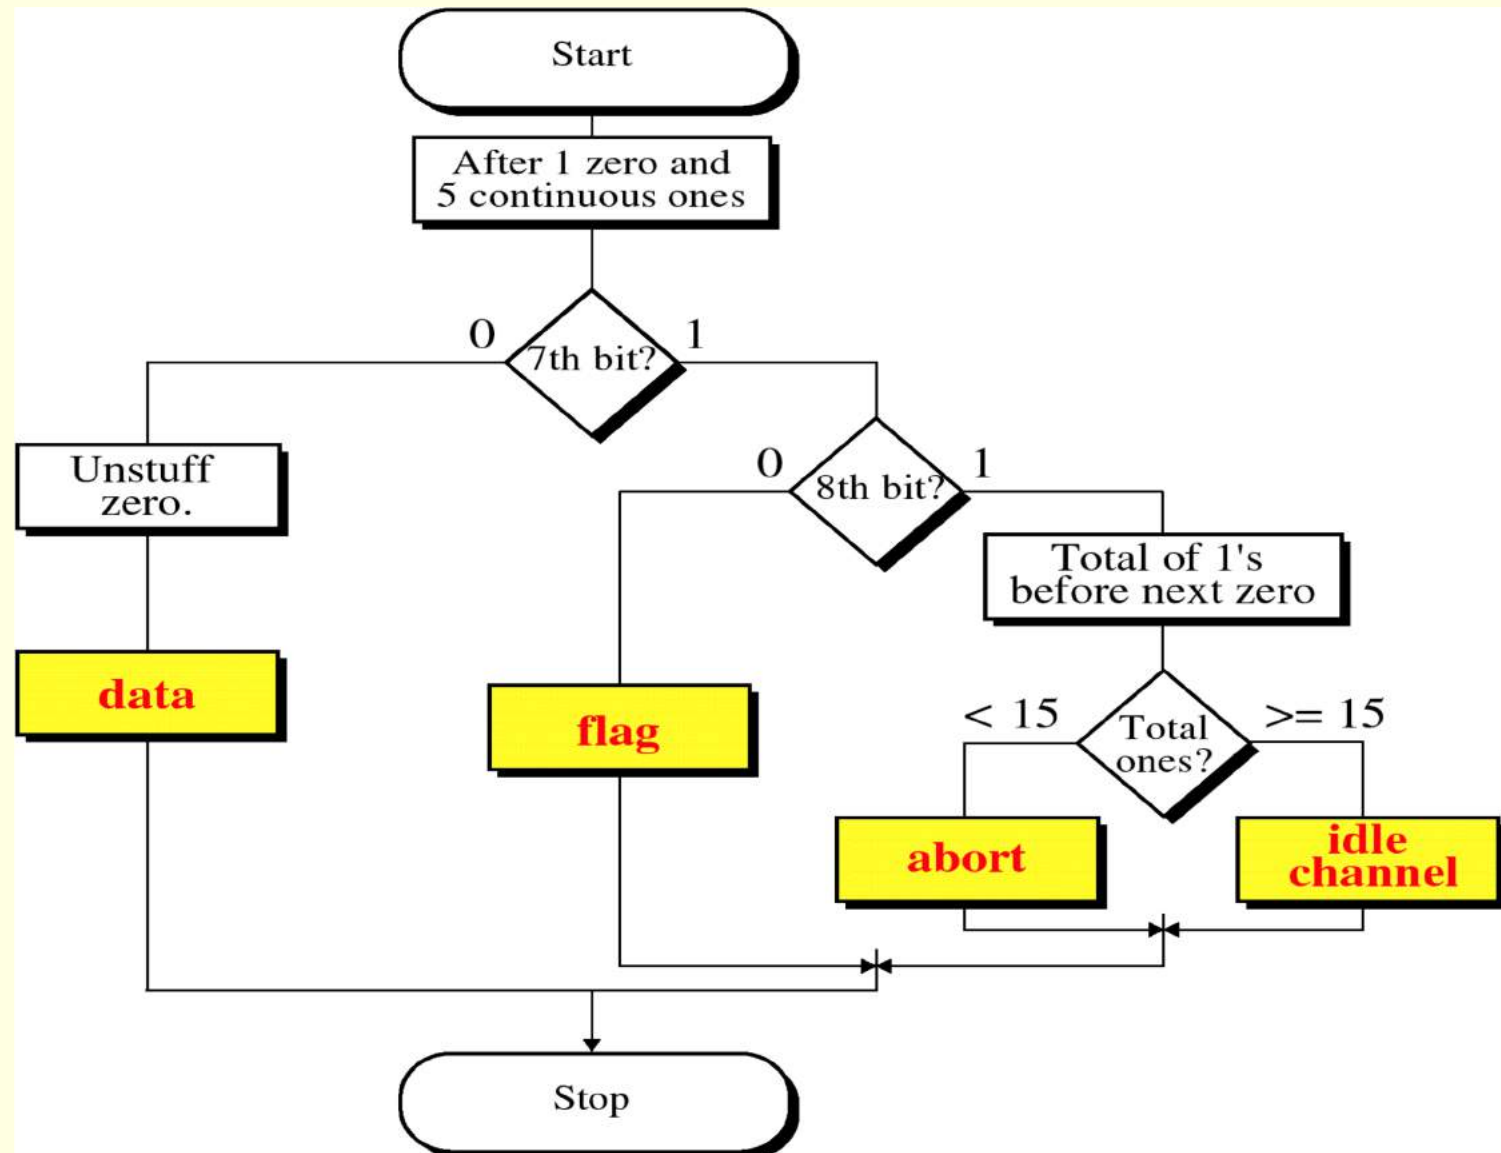 Start
After 1 zero and
5 continuous ones
0
7th bit?
1
Unstuff
zero.
0
8th bit?
1
Total of 1's
before next zero
data
flag
< 15
Total
ones?
>= 15
abort
idle
channel
Stop